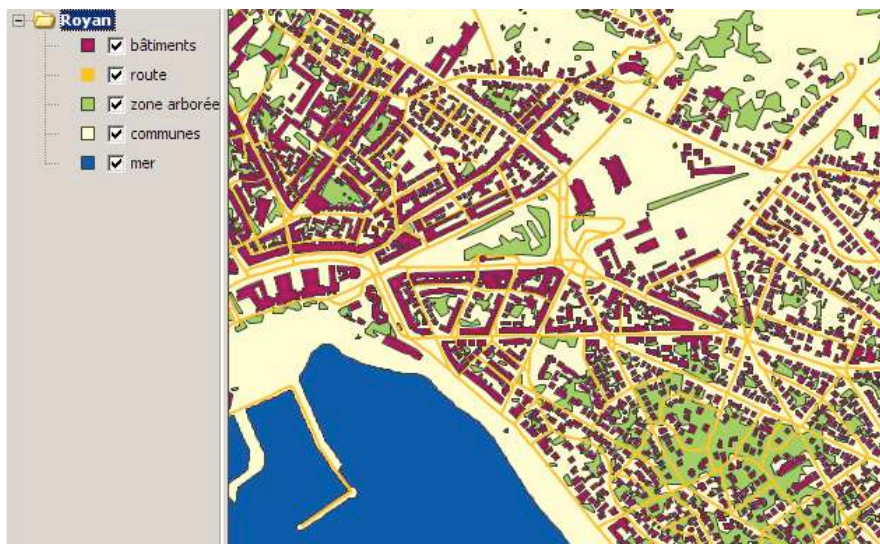 Royan
bâtiments
route
zone arborée
communes
mer